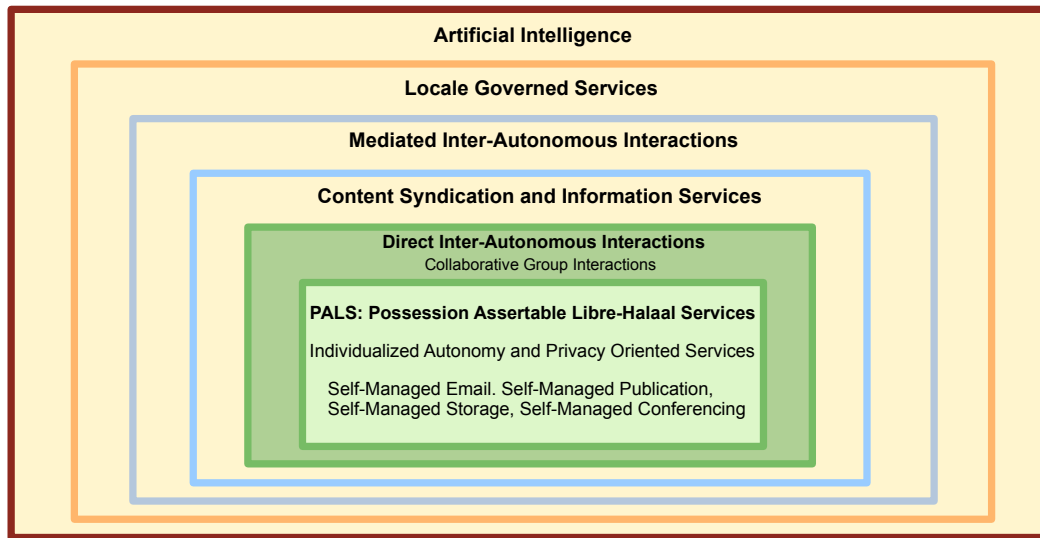 Artificial Intelligence
Locale Governed Services
Mediated Inter-Autonomous Interactions
Content Syndication and Information Services
Direct Inter-Autonomous Interactions
Collaborative Group Interactions
PALS: Possession Assertable Libre-Halaal Services
Individualized Autonomy and Privacy Oriented Services
Self-Managed Email. Self-Managed Publication,
Self-Managed Storage, Self-Managed Conferencing